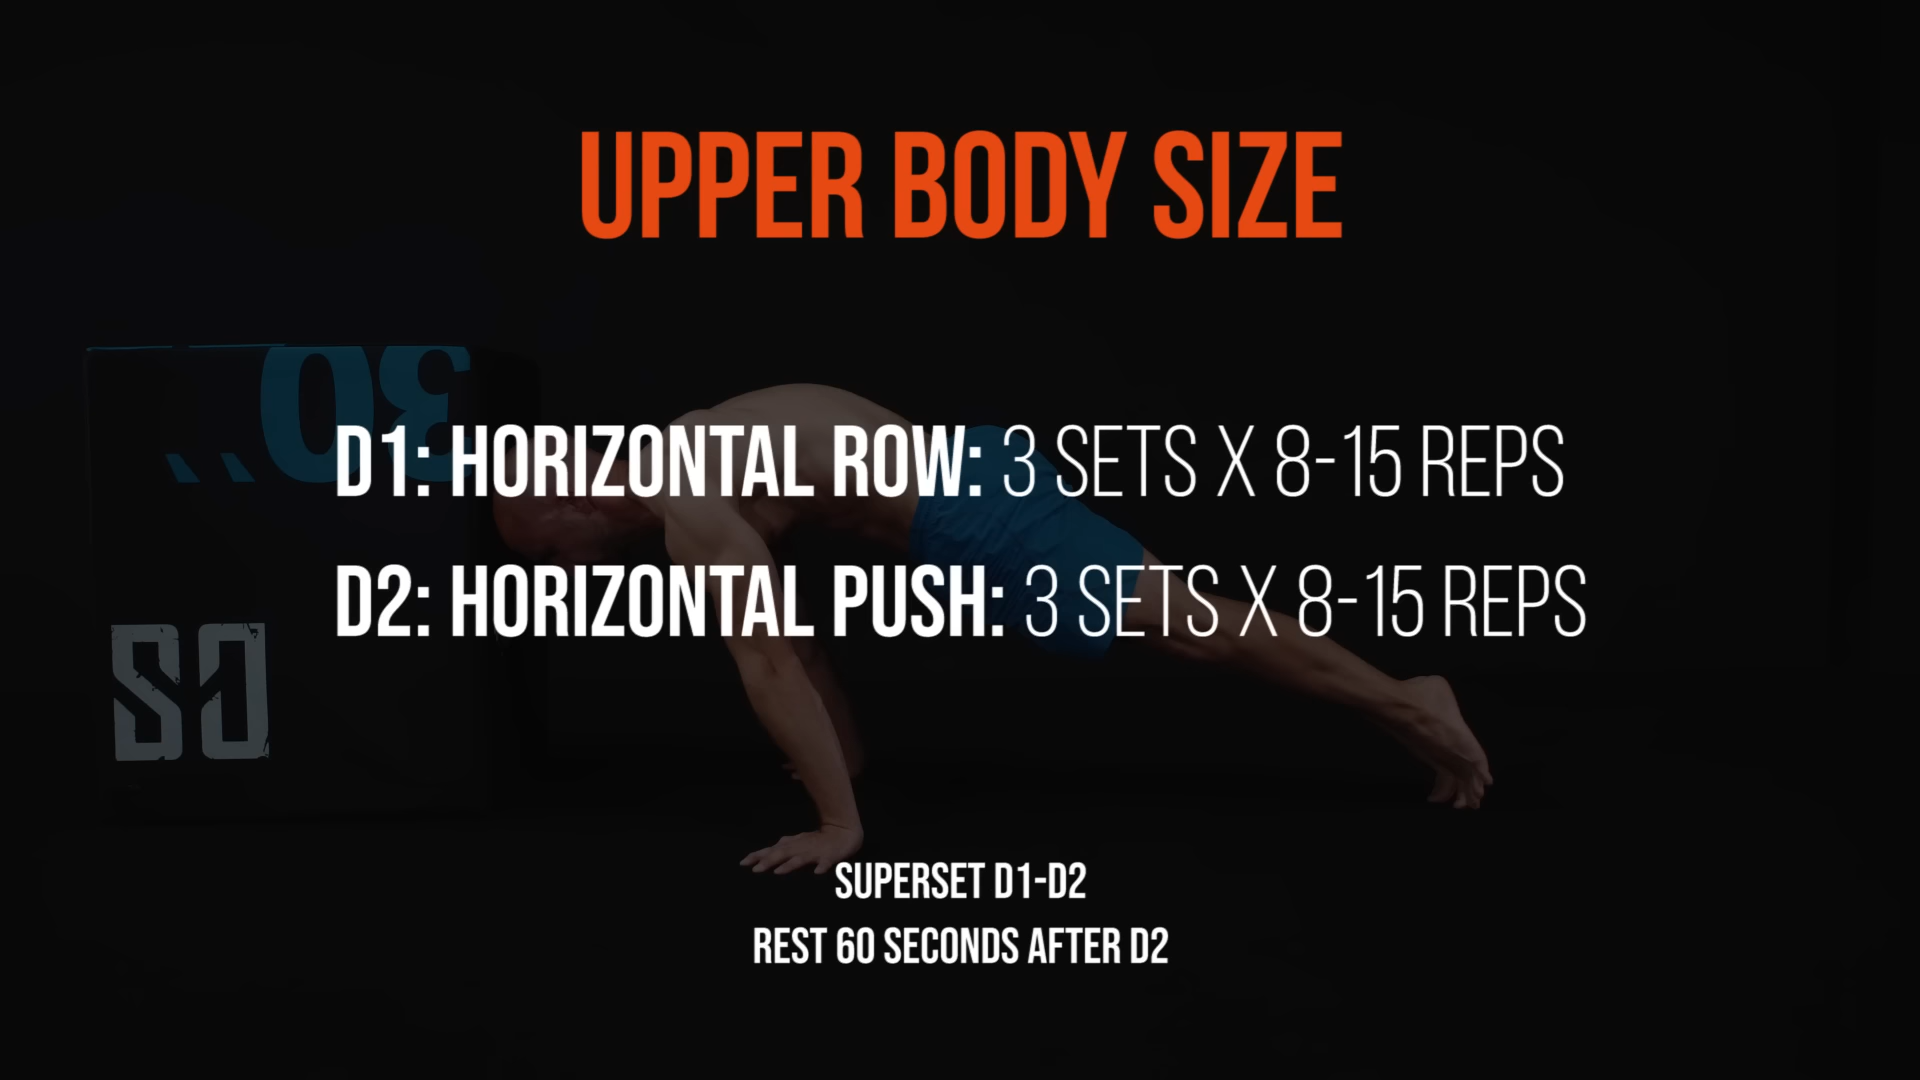 UPPER BODY SIZE
30"
D1: HORIZONTAL ROW: 3 SETS X 8-15 REPS
D2: HORIZONTAL PUSH: 3 SETS X 8-15 REPS
SUPERSET D1-D2
REST 60 SECONDS AFTER D2